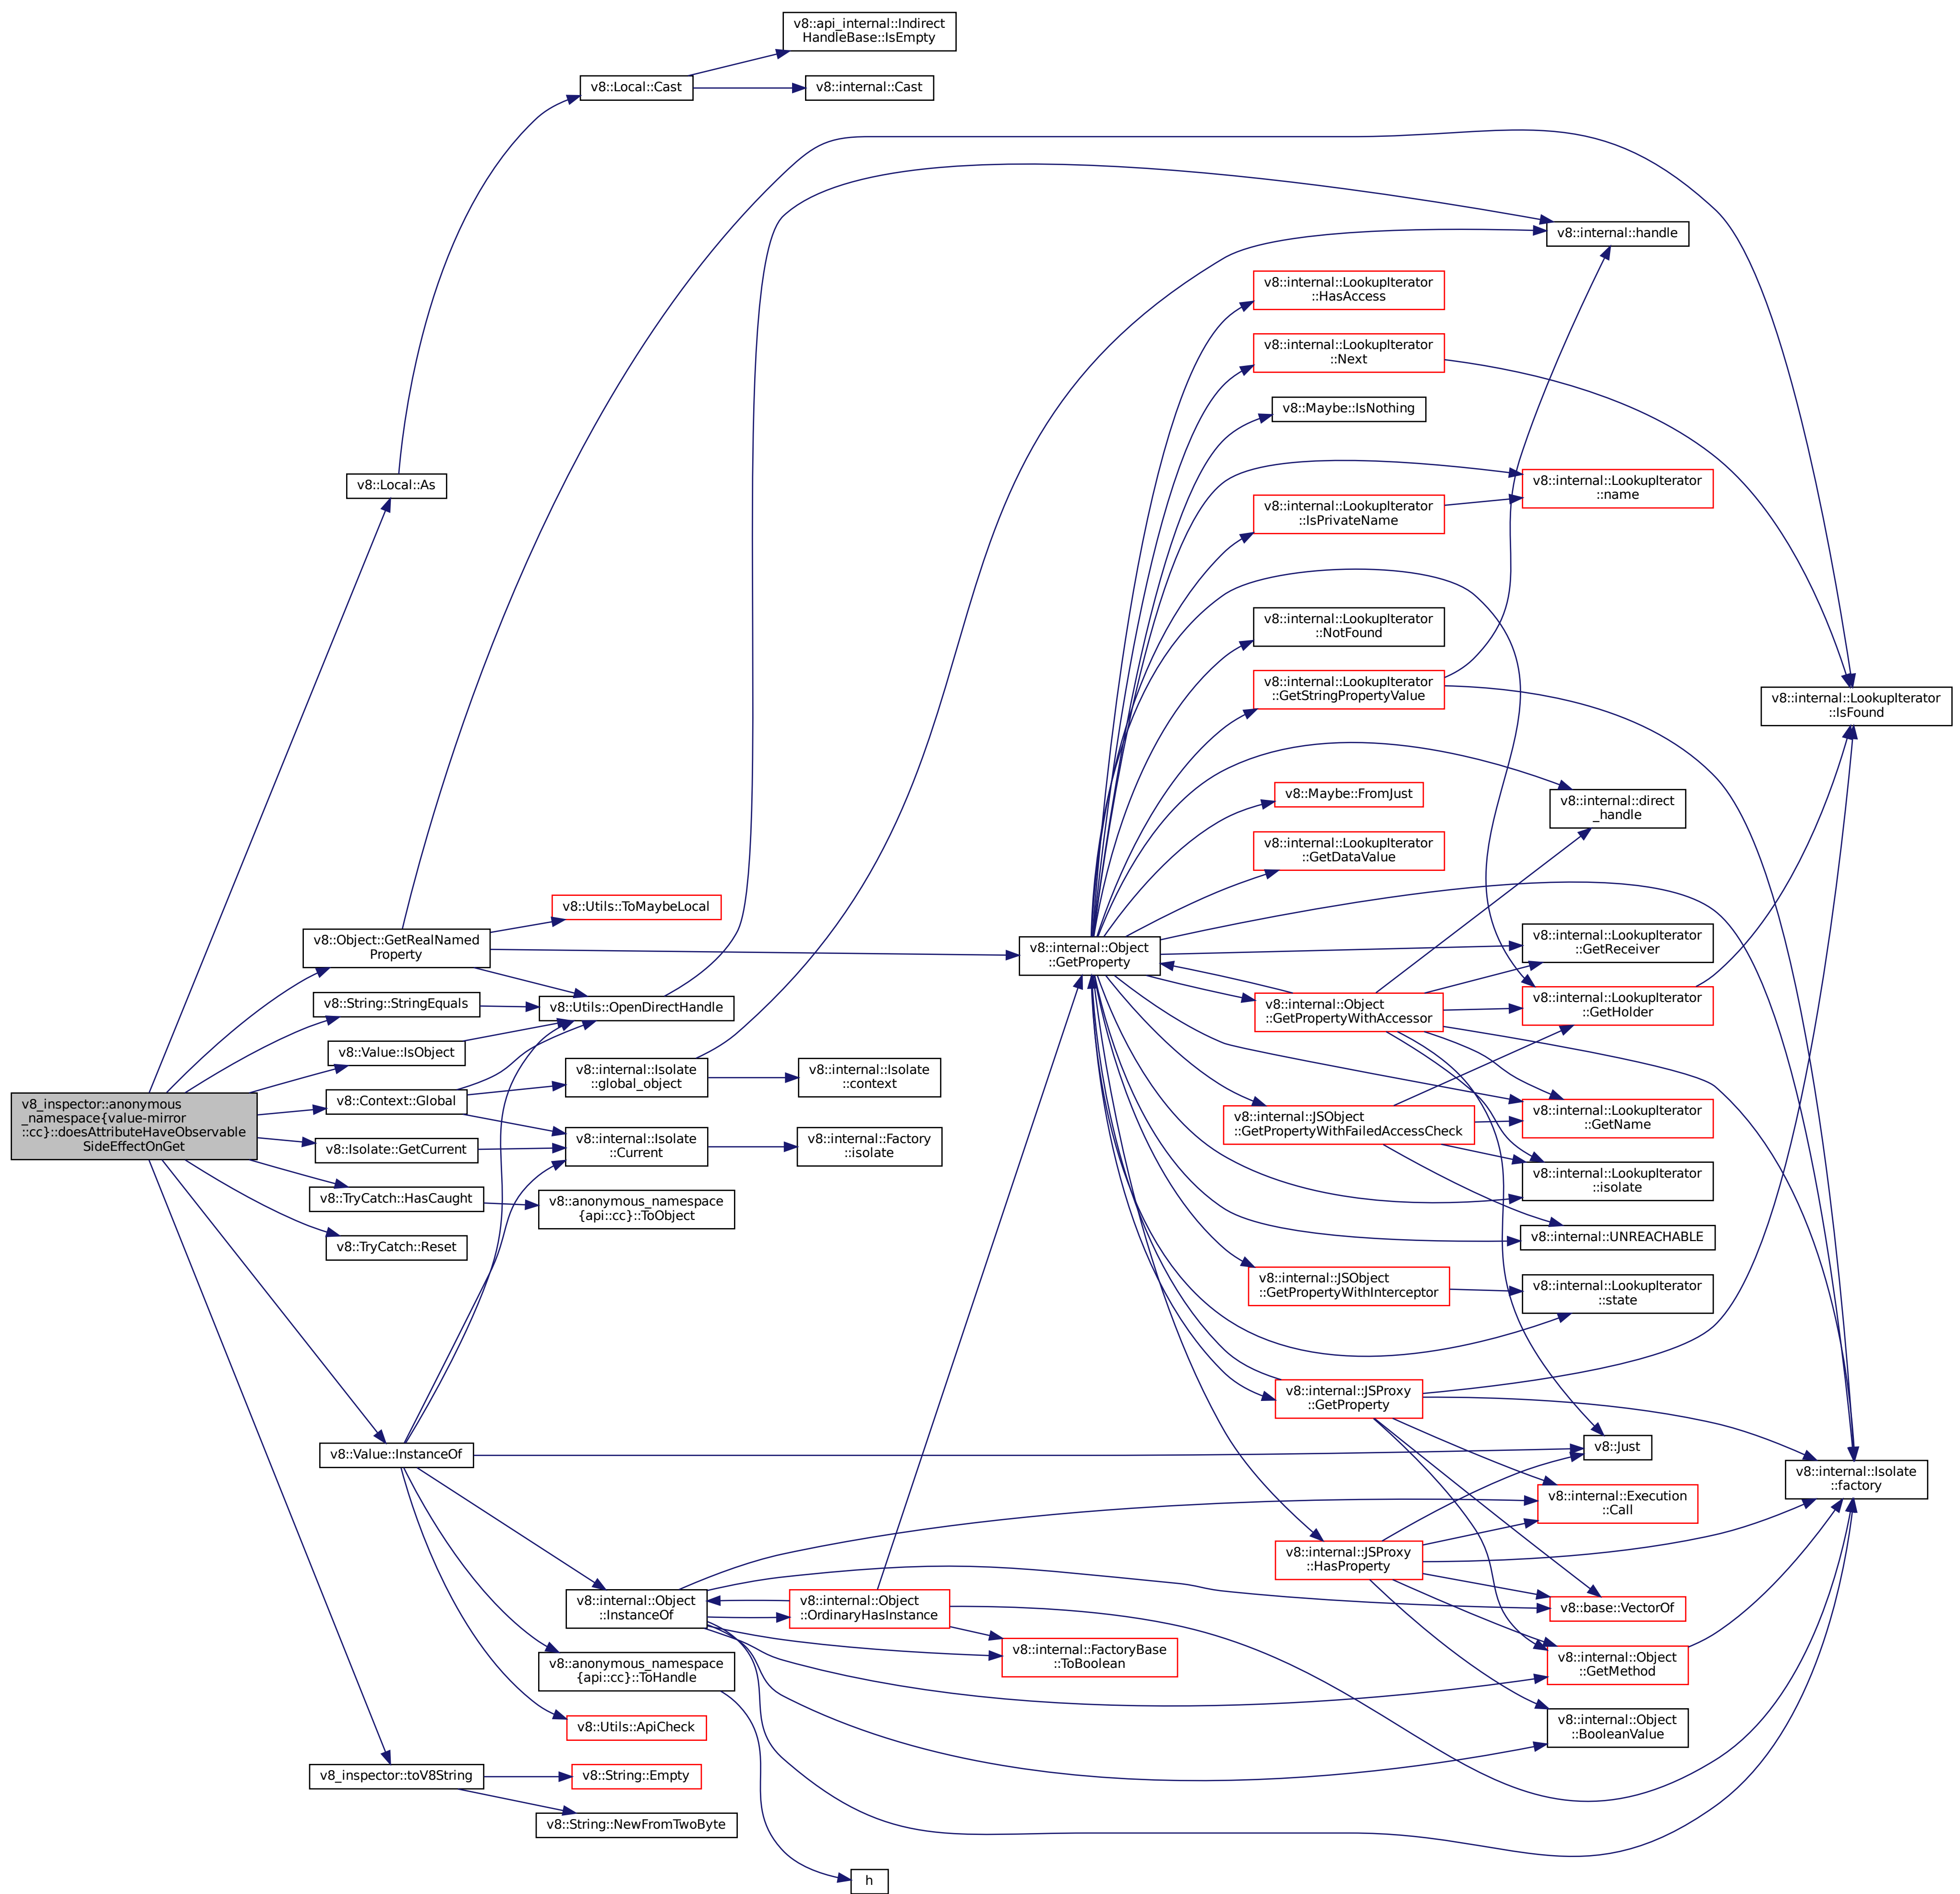 v8::api_internal::Indirect
HandleBase::IsEmpty
v8::Local::Cast
v8::internal::Cast
v8::internal::handle
v8::internal::LookupIterator
::HasAccess
v8::internal::LookupIterator
::Next
v8::Maybe::IsNothing
v8::Local::As
v8::internal::LookupIterator
::name
v8::internal::LookupIterator
::IsPrivateName
v8::internal::LookupIterator
::NotFound
v8::internal::LookupIterator
::GetStringPropertyValue
v8::internal::LookupIterator
::IsFound
v8::Maybe::FromJust
v8::internal::direct
_handle
v8::internal::LookupIterator
::GetDataValue
v8::Utils::ToMaybeLocal
v8::Object::GetRealNamed
Property
v8::internal::Object
::GetProperty
v8::internal::LookupIterator
::GetReceiver
v8::String::StringEquals
v8::Utils::OpenDirectHandle
v8::internal::Object
::GetPropertyWithAccessor
v8::internal::LookupIterator
::GetHolder
v8::Value::IsObject
v8::internal::Isolate
::global_object
v8::internal::Isolate
::context
v8::Context::Global
v8_inspector::anonymous
_namespace{value-mirror
::cc}::doesAttributeHaveObservable
SideEffectOnGet
v8::internal::JSObject
::GetPropertyWithFailedAccessCheck
v8::internal::LookupIterator
::GetName
v8::Isolate::GetCurrent
v8::internal::Isolate
::Current
v8::internal::Factory
::isolate
v8::internal::LookupIterator
::isolate
v8::TryCatch::HasCaught
v8::anonymous_namespace
{api::cc}::ToObject
v8::TryCatch::Reset
v8::internal::UNREACHABLE
v8::internal::JSObject
::GetPropertyWithInterceptor
v8::internal::LookupIterator
::state
v8::internal::JSProxy
::GetProperty
v8::Value::InstanceOf
v8::Just
v8::internal::Isolate
::factory
v8::internal::Execution
::Call
v8::internal::JSProxy
::HasProperty
v8::internal::Object
::InstanceOf
v8::internal::Object
::OrdinaryHasInstance
v8::base::VectorOf
v8::internal::FactoryBase
::ToBoolean
v8::internal::Object
::GetMethod
v8::anonymous_namespace
{api::cc}::ToHandle
v8::Utils::ApiCheck
v8::internal::Object
::BooleanValue
v8_inspector::toV8String
v8::String::Empty
v8::String::NewFromTwoByte
h